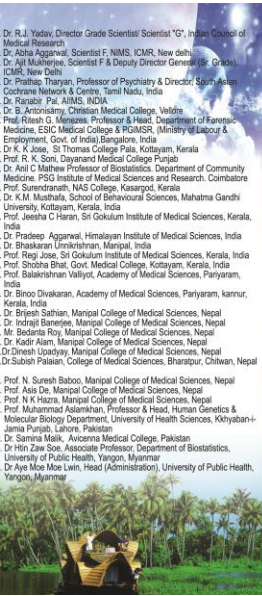 . Dr. R.J. Yadav, Director Grade Scientist/ Scientist "G", Indian Council of
Medical Research
. Dr, Abha Aggarwal, Scientist F, NIMS, ICMR, New delhi
. Dr. Ajit Mukherjee, Scientist F & Deputy Director General (Sr. Grade),
ICMR, New Delhi
. Dr. Prathap Tharyan, Professor of Psychiatry & Director, South Asian
Cochrane Network & Centre, Tamil Nadu, India
. Dr. Ranabir Pal, AIIMS, INDIA
. Dr. B. Antonisamy, Christian Medical College, Vellore
. Prof. Ritesh G. Menezes, Professor & Head, Department of Forensic
Medicine, ESIC Medical College & PGIMSR, (Ministry of Labour &
Employment, Govt. of India),Bangalore, India
. Dr K. K Jose, St Thomas College Pala, Kottayam, Kerala
. Prof. R. K. Soni, Dayanand Medical College Punjab
. Dr. Anil C Mathew Professor of Biostatistics. Department of Community
Medicine. PSG Institute of Medical Sciences and Research. Coimbatore
. Prof. Surendranath, NAS College, Kasargod, Kerala
. Dr. K.M. Musthafa, School of Behavioural Sciences, Mahatma Gandhi
University, Kottayam, Kerala, India
. Prof. Jeesha C Haran, Sri Gokulum Institute of Medical Sciences, Kerala,
India
. Dr. Pradeep Aggarwal, Himalayan Institute of Medical Sciences, India
. Dr. Bhaskaran Unnikrishnan, Manipal, India
. Prof. Regi Jose, Sri Gokulum Institute of Medical Sciences, Kerala, India
. Prof. Shobha Bhat, Govt. Medical College, Kottayam, Kerala, India
. Prof. Balakrishnan Valliyot, Academy of Medical Sciences, Pariyaram,
India
. Dr. Binoo Divakaran, Academy of Medical Sciences, Pariyaram, kannur,
Kerala, India
. Dr. Brijesh Sathian, Manipal College of Medical Sciences, Nepal
. Dr. Indrajit Banerjee, Manipal College of Medical Sciences, Nepal
. Mr. Bedanta Roy, Manipal College of Medical Sciences, Nepal
. Dr. Kadir Alam, Manipal College of Medical Sciences, Nepal
.Dr.Dinesh Upadyay, Manipal College of Medical Sciences, Nepal
.Dr.Subish Palaian, College of Medical Sciences, Bharatpur, Chitwan, Nepal
. Prof. N. Suresh Baboo, Manipal College of Medical Sciences, Nepal
. Prof. Asis De, Manipal College of Medical Sciences, Nepal
. Prof. N K Hazra, Manipal College of Medical Sciences, Nepal
. Prof. Muhammad Aslamkhan, Professor & Head, Human Genetics &
Molecular Biology Department, University of Health Sciences, Kkhyaban-i-
Jamia Punjab, Lahore, Pakistan
. Dr. Samina Malik, Avicenna Medical College, Pakistan
. Dr Htin Zaw Soe, Associate Professor, Department of Biostatistics,
University of Public Health, Yangon, Myanmar
. Dr Aye Moe Moe Lwin, Head (Administration), University of Public Health,
Yangon, Myanmar